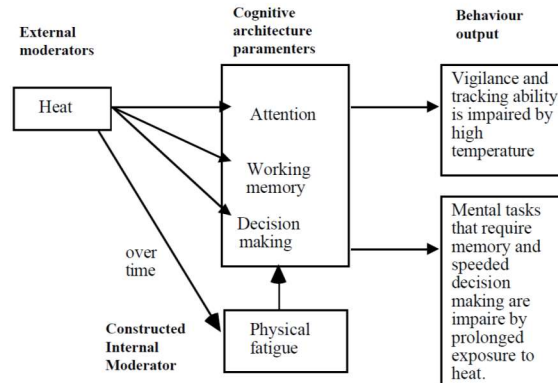 External
moderators
Heat
over
time
Constructed
Internal
Moderator
Cognitive
architecture
paramenters
Attention
Working
memory
Decision
making
Physical
fatigue
Behaviour
output
Vigilance and
tracking ability
is impaired by
high
temperature
Mental tasks
that require
memory and
speeded
decision
making are
impaire by
prolonged
exposure to
heat.